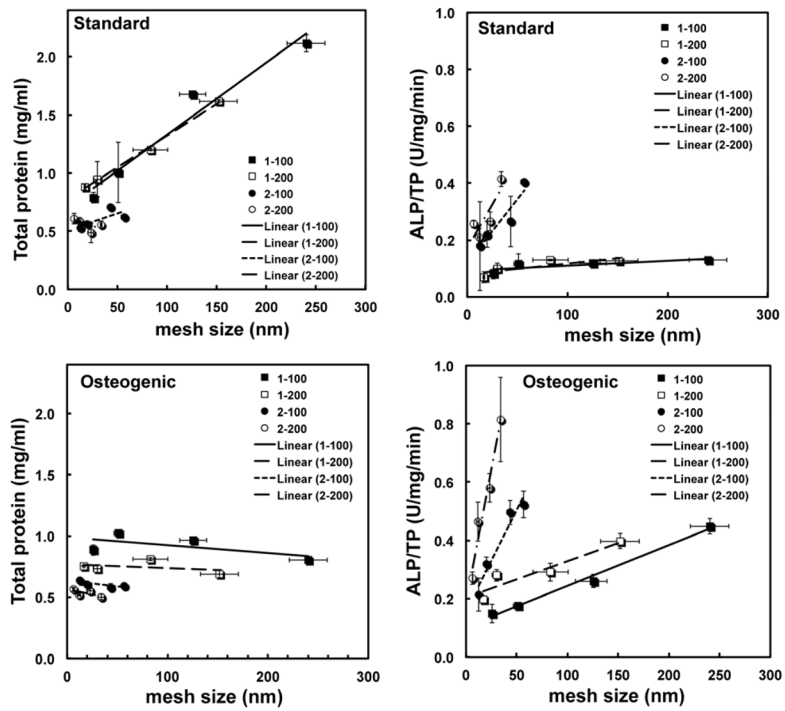 Standard
Total protein (mg/ml)
2.0
1.5
1.0
0.5
0.0
1-100
1-200
2-100
2-200
Linear (1-100)
Linear (1-200)
Linear (2-100)
Linear (2-200)
0 50 100 150 200 250 300
mesh size (nm)
Standard
ALP/TP (U/mg/min)
1.0
0.8
0.6
0.4
0.2
0.0
1-100
1-200
2-100
2-200
Linear (1-100)
Linear (1-200)
Linear (2-100)
Linear (2-200)
0 100 200 300
mesh size (nm)
Osteogenic
Total protein (mg/ml)
2.0
1.5
1.0
0.5
0.0
1-100
1-200
2-100
2-200
Linear (1-100)
Linear (1-200)
Linear (2-100)
Linear (2-200)
0 50 100 150 200 250 300
mesh size (nm)
Osteogenic
ALP/TP (U/mg/min)
1.0
0.8
0.6
0.4
0.2
0.0
1-100
1-200
2-100
2-200
Linear (1-100)
Linear (1-200)
Linear (2-100)
Linear (2-200)
0 50 100 150 200 250 300
mesh size (nm)